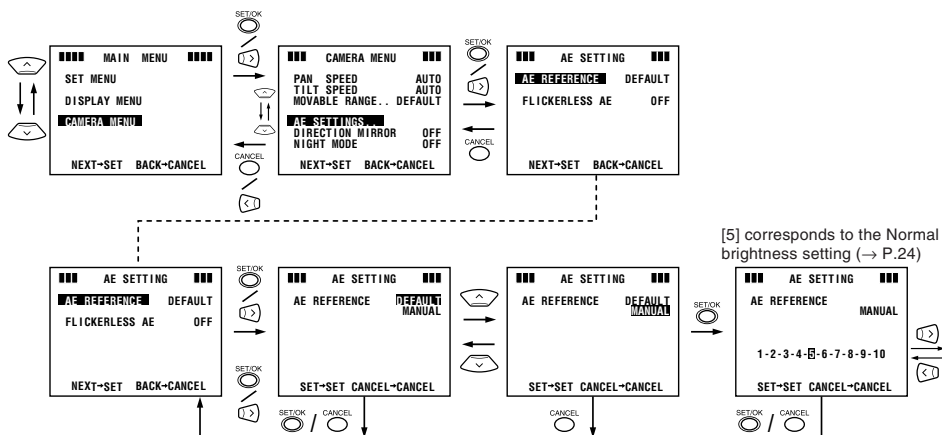 SET/OK
MAIN MENU
SET MENU
DISPLAY MENU
CAMERA MENU
NEXT→SET BACK→CANCEL
CANCEL
CAMERA MENU
PAN SPEED AUTO
TILT SPEED AUTO
MOVABLE RANGE.. DEFAULT
AE SETTINGS..
DIRECTION MIRROR OFF
NIGHT MODE OFF
NEXT→SET BACK→CANCEL
SET/OK
CANCEL
AE SETTING
AE REFERENCE DEFAULT
FLICKERLESS AE OFF
NEXT→SET BACK→CANCEL
[5] corresponds to the Normal
brightness setting (→ P.24)
AE SETTING
AE REFERENCE DEFAULT
FLICKERLESS AE OFF
NEXT→SET BACK→CANCEL
SET/OK
SET/OK
AE SETTING
AE REFERENCE DEFAULT
MANUAL
SET→SET CANCEL→CANCEL
SET/OK / CANCEL
AE SETTING
AE REFERENCE DEFAULT
MANUAL
SET→SET CANCEL→CANCEL
CANCEL
SET/OK
AE SETTING
AE REFERENCE
MANUAL
1-2-3-4-5-6-7-8-9-10
SET→SET CANCEL→CANCEL
SET/OK / CANCEL